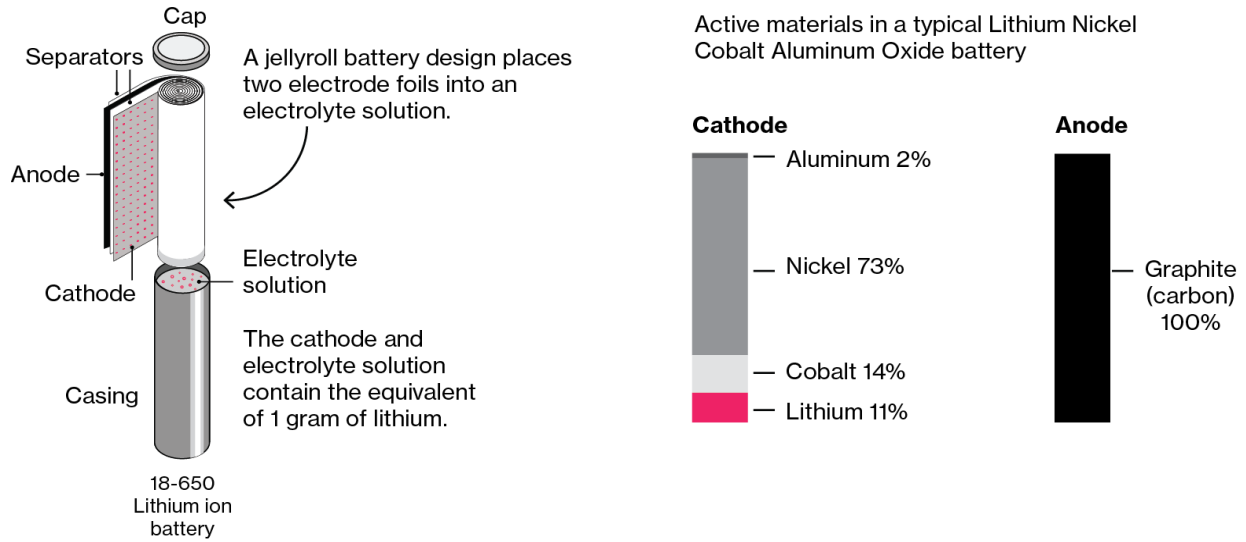 Cap
Separators
A jellyroll battery design places
two electrode foils into an
electrolyte solution.
Anode
Cathode
Electrolyte
solution
The cathode and
electrolyte solution
contain the equivalent
of 1 gram of lithium.
Casing
18-650
Lithium ion
battery
Active materials in a typical Lithium Nickel
Cobalt Aluminum Oxide battery
Cathode
Aluminum 2%
Nickel 73%
Cobalt 14%
Lithium 11%
Anode
Graphite
(carbon)
100%